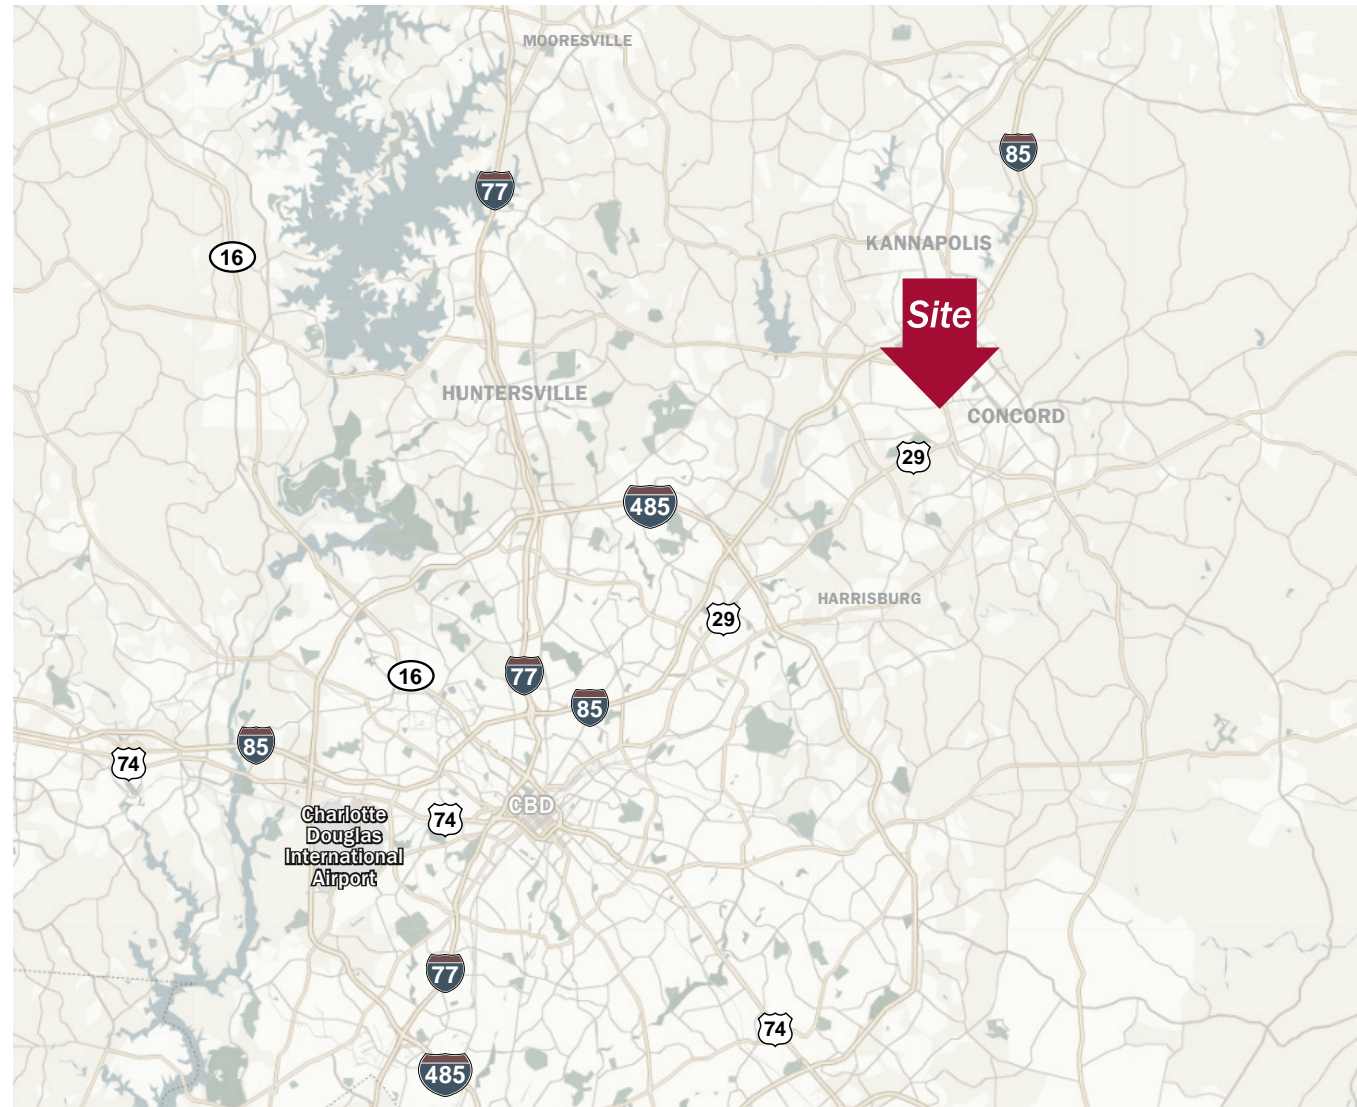 MOORESVILLE
85
77
KANNAPOLIS
16
Site
HUNTERSVILLE
CONCORD
29
485
HARRISBURG
29
16
77
85
85
74
CBD
Charlotte
Douglas
International
Airport
74
77
74
485